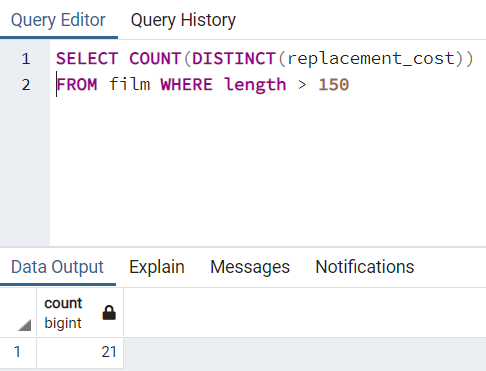 Query Editor Query History
1 SELECT COUNT(DISTINCT(replacement_cost))
2 FROM film WHERE length > 150
Data Output Explain Messages Notifications
count
bigint
1 21